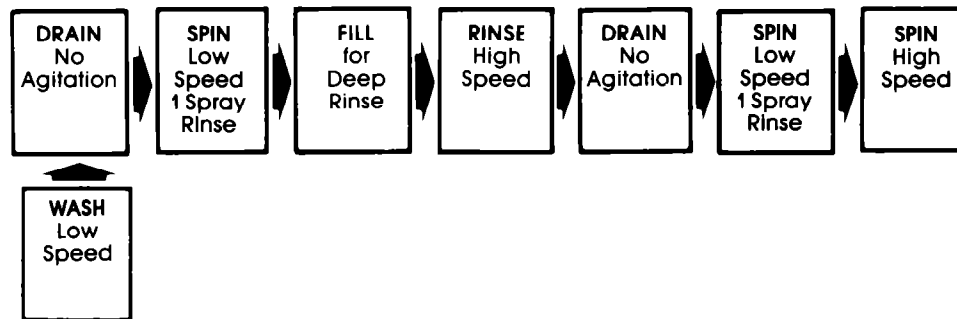 DRAIN
No
Agitation
SPIN
Low
Speed
1 Spray
Rinse
FILL
for
Deep
Rinse
RINSE
High
Speed
DRAIN
No
Agitation
SPIN
Low
Speed
1 Spray
Rinse
SPIN
High
Speed
WASH
Low
Speed